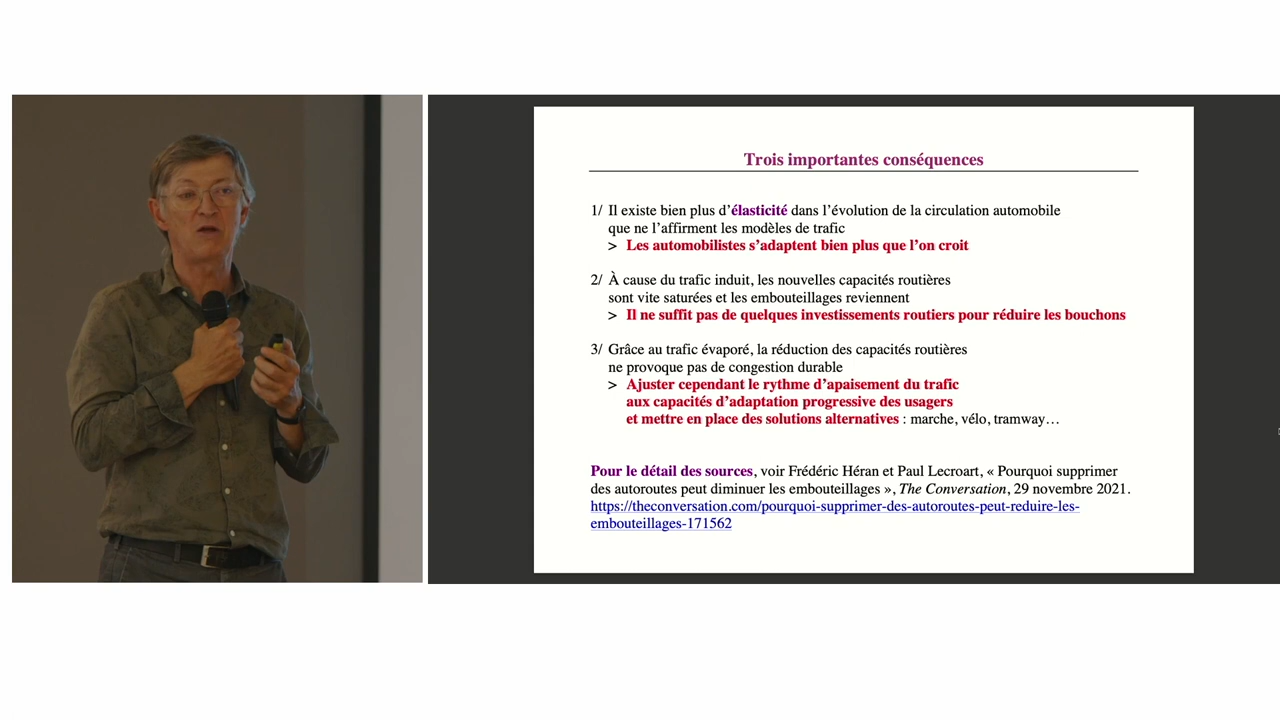 Trois importantes conséquences
1/ Il existe bien plus d’élasticité dans l’évolution de la circulation automobile
que ne l’affirment les modèles de trafic
> Les automobilistes s’adaptent bien plus que l’on croit
2/ À cause du trafic induit, les nouvelles capacités routières
sont vite saturées et les embouteillages reviennent
> Il ne suffit pas de quelques investissements routiers pour réduire les bouchons
3/ Grâce au trafic évaporé, la réduction des capacités routières
ne provoque pas de congestion durable
> Ajuster cependant le rythme d’apaisement du trafic
aux capacités d’adaptation progressive des usagers
et mettre en place des solutions alternatives : marche, vélo, tramway…
Pour le détail des sources, voir Frédéric Héran et Paul Lecroart, « Pourquoi supprimer
des autoroutes peut diminuer les embouteillages », The Conversation, 29 novembre 2021.
https://theconversation.com/pourquoi-supprimer-des-autoroutes-peut-reduire-les-
embouteillages-171562